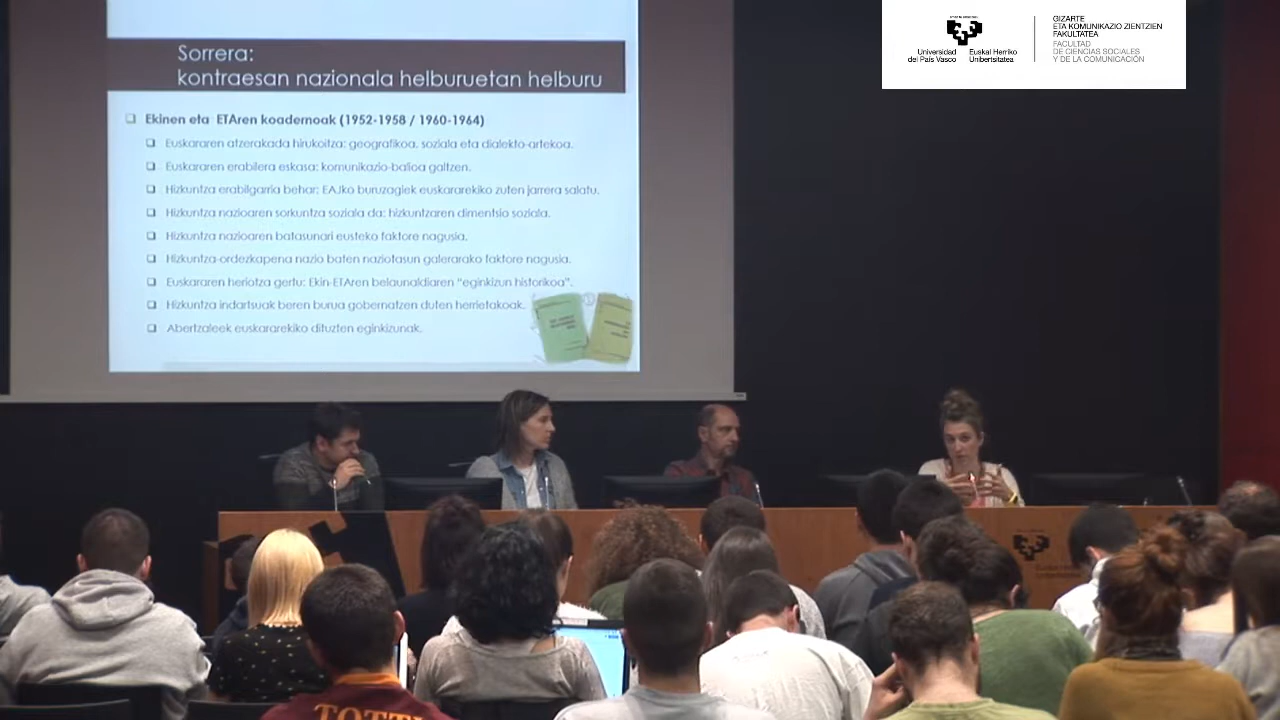 Sorrera:
kontraesan nazionala helburuetan helburu
Ekinen eta ETAren koadernoak (1952-1958 / 1960-1964)
Euskararen atzerakada hirukoitza: geografikoa, soziala eta dialekto-artekoa.
Euskararen erabilera eskasa: komunikazio-balioa galtzen.
Hizkuntza erabilgarria behar: EAJko buruzagiek euskararekiko zuten jarrera salatu.
Hizkuntza nazioaren sorkuntza soziala da: hizkuntzaren dimentsio soziala.
Hizkuntza nazioaren batasunari eusteko faktore nagusia.
Hizkuntza-ordezkapena nazio baten naziotasun galerarako faktore nagusia.
Euskararen heriotza gertu: Ekin-ETAren belaunaldiaren "eginkizun historikoa".
Hizkuntza indartsuak beren burua gobernatzen duten herrietakoak.
Abertzaleek euskararekiko dituzten eginkizunak.
Universidad del País Vasco
Euskal Herriko Unibertsitatea
GIZARTE
ETA KOMUNIKAZIO ZIENTZIEN
FAKULTATEA
FACULTAD
DE CIENCIAS SOCIALES
Y DE LA COMUNICACIÓN
TOTTI